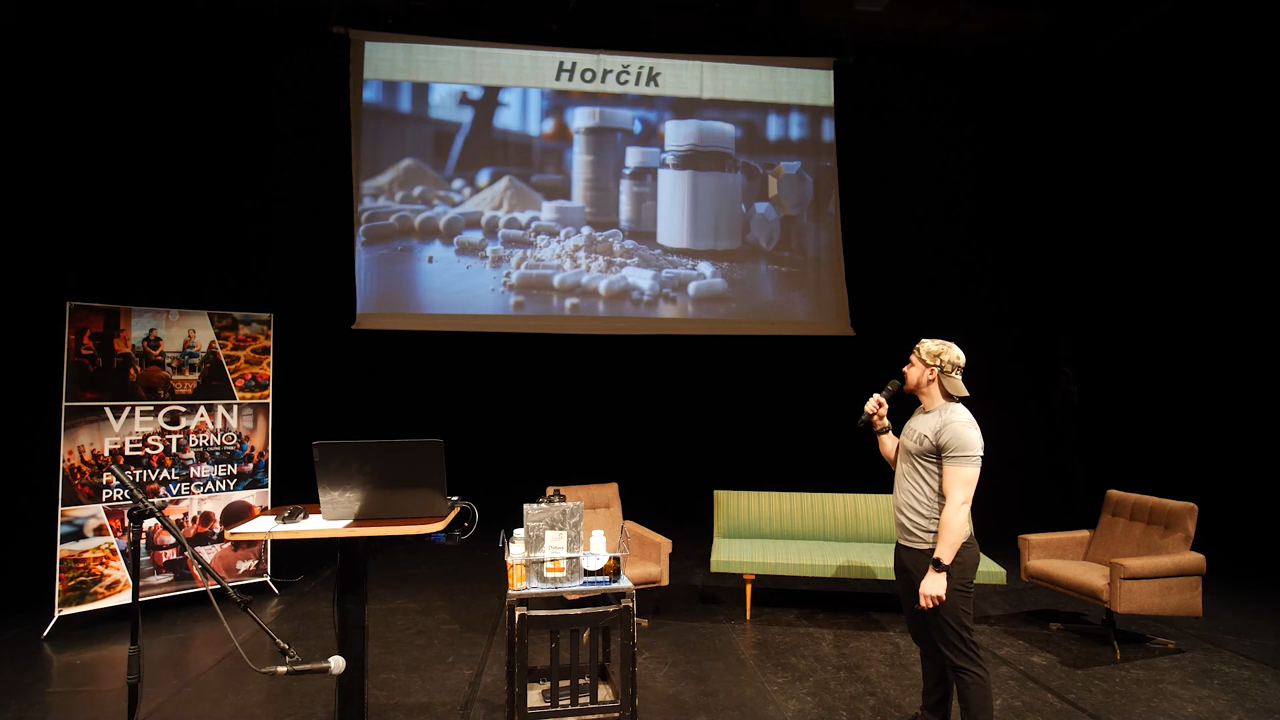 Horčík
VEGAN
FEST BRNO
FESTIVAL NEJEN
PRO VEGANY